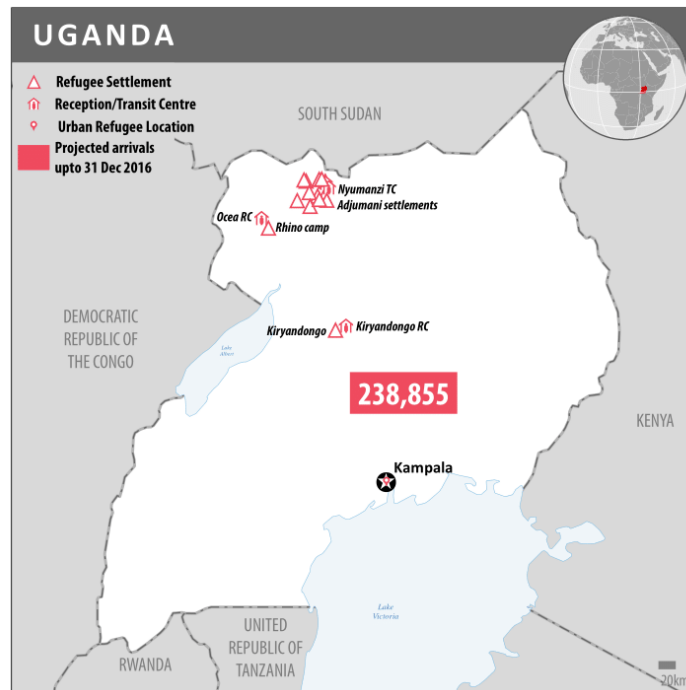 UGANDA
Refugee Settlement
Reception/Transit Centre
Urban Refugee Location
Projected arrivals
upto 31 Dec 2016
SOUTH SUDAN
Nyumanzi TC
Adjumani settlements
Ocea RC
Rhino camp
DEMOCRATIC
REPUBLIC OF
THE CONGO
Lake
Albert
Kiryandongo
Kiryandongo RC
238,855
KENYA
Kampala
Lake
Victoria
UNITED
REPUBLIC OF
TANZANIA
RWANDA
20km